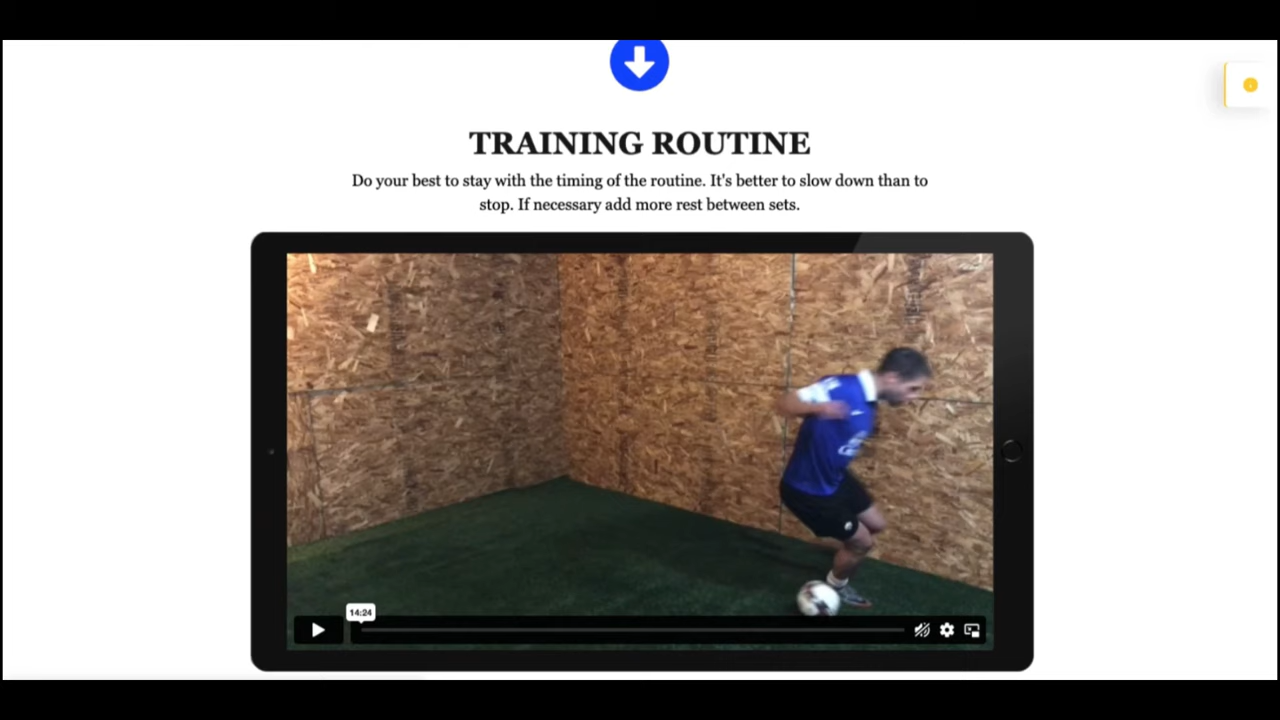 TRAINING ROUTINE
Do your best to stay with the timing of the routine. It's better to slow down than to
stop. If necessary add more rest between sets.
14:24